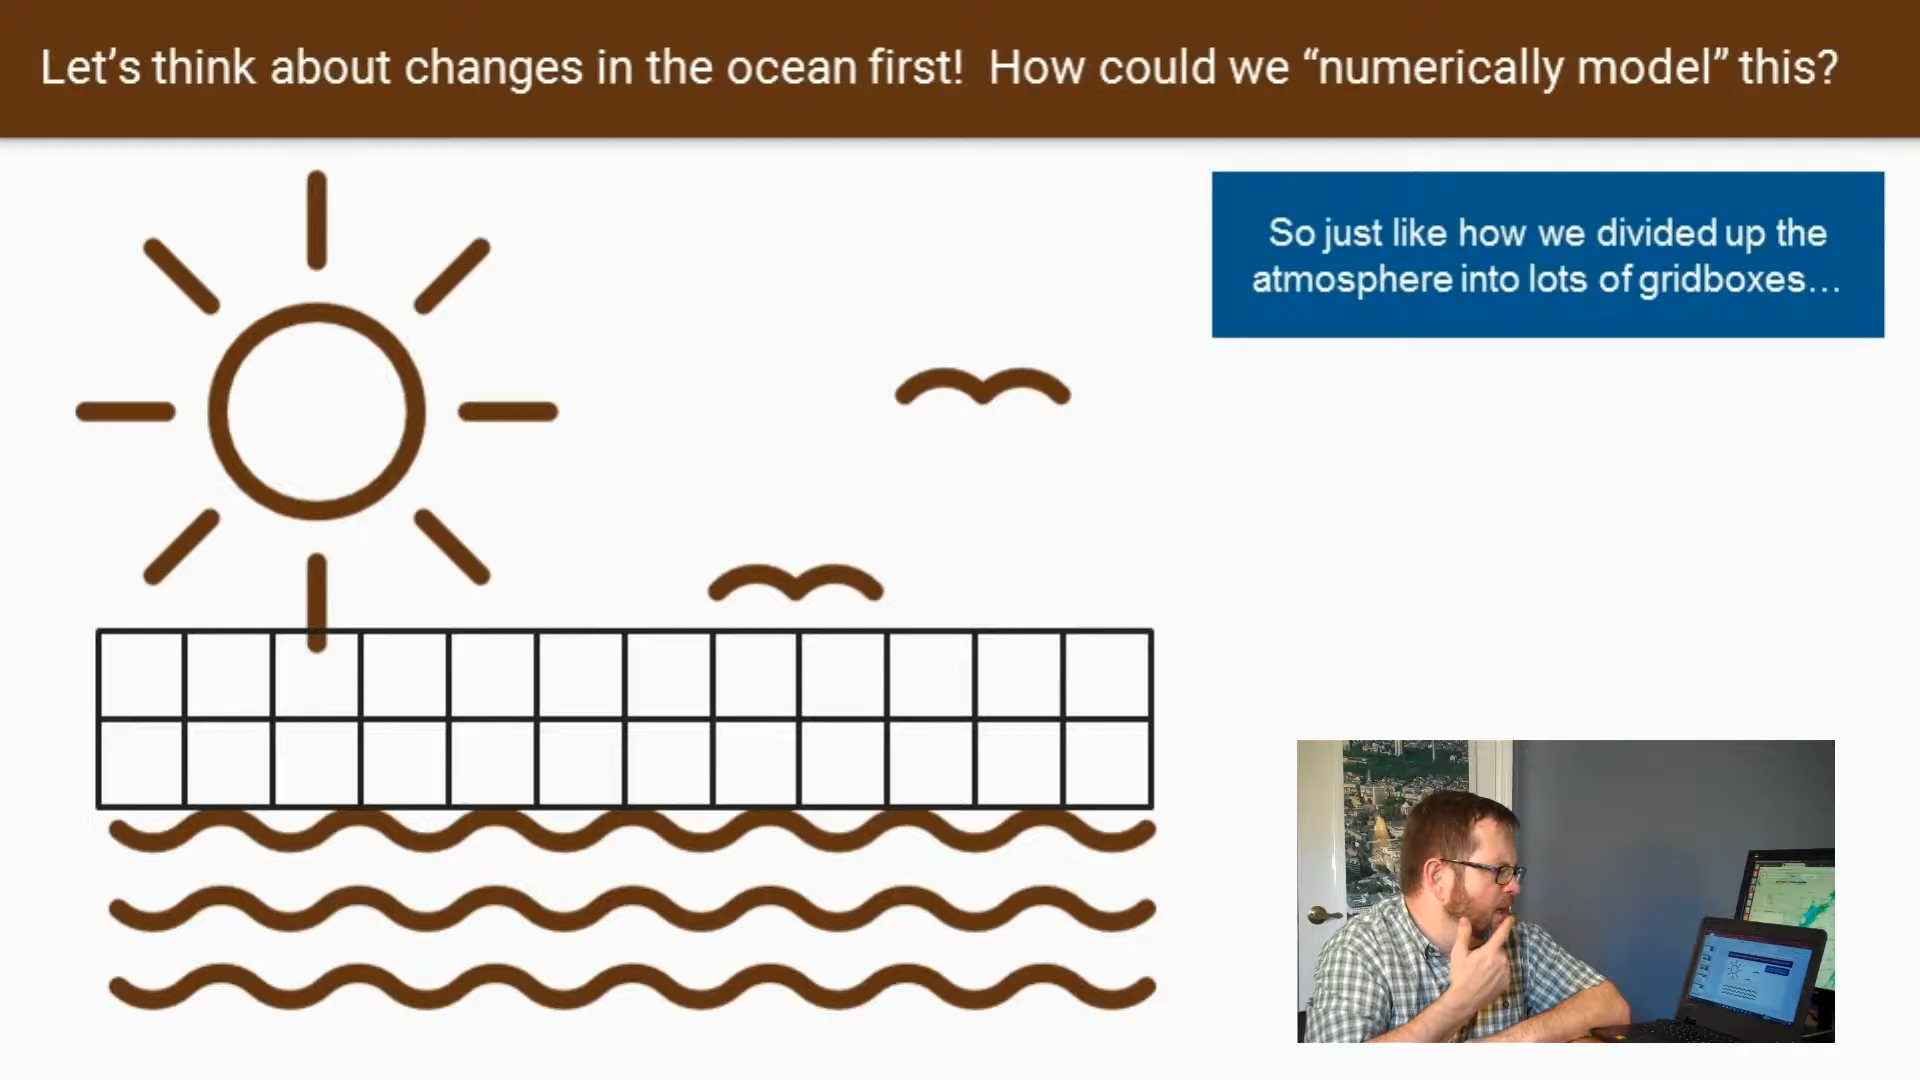 Let’s think about changes in the ocean first!  How could we “numerically model” this?
So just like how we divided up the
atmosphere into lots of gridboxes...